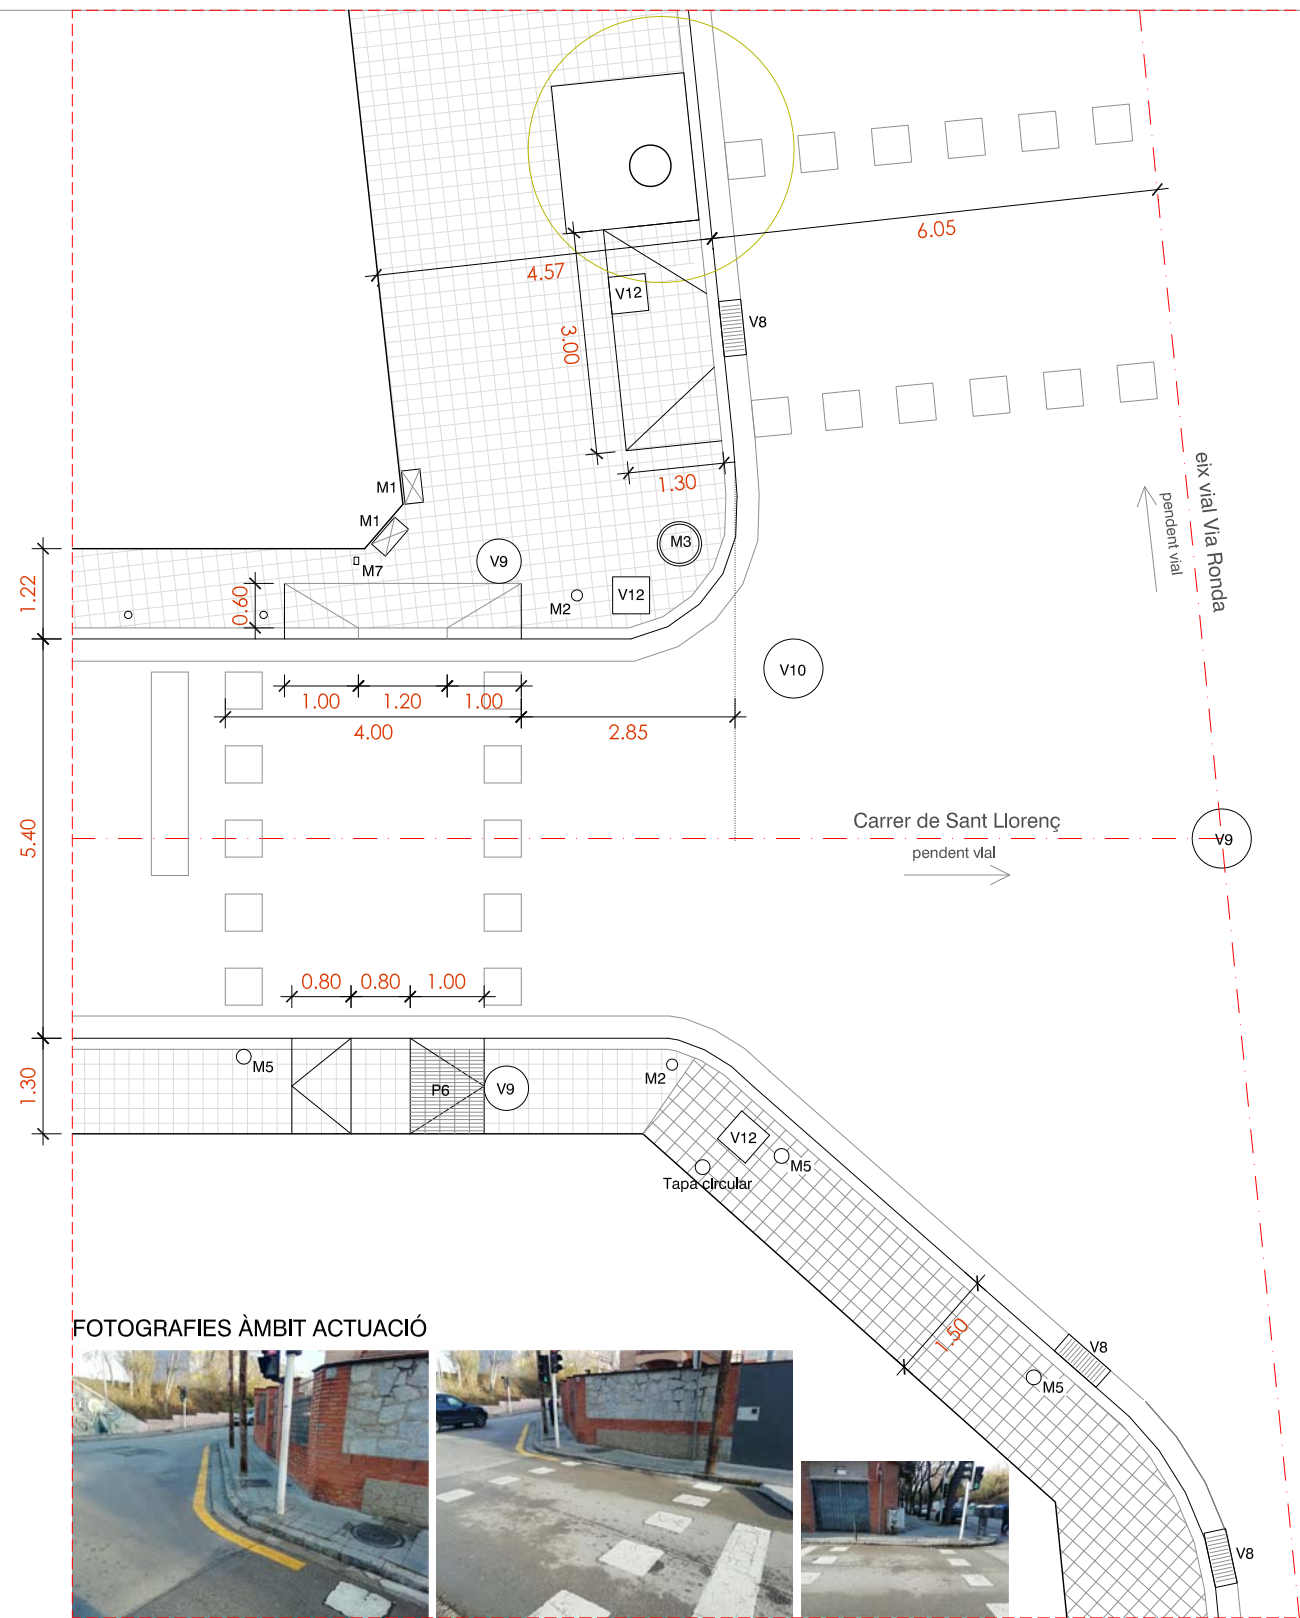 6.05
4.57
V12
V8
3.00
1.30
M1
M1
M3
V9
M7
M2
V12
eix vial Via Ronda
pendent vial
1.22
0.60
V10
1.00
1.20
1.00
4.00
2.85
5.40
Carrer de Sant Llorenç
pendent vial
V9
0.80
0.80
1.00
1.30
M5
P6
V9
M2
V12
M5
Tapa circular
1.50
V8
M5
V8
FOTOGRAFIES ÀMBIT ACTUACIÓ